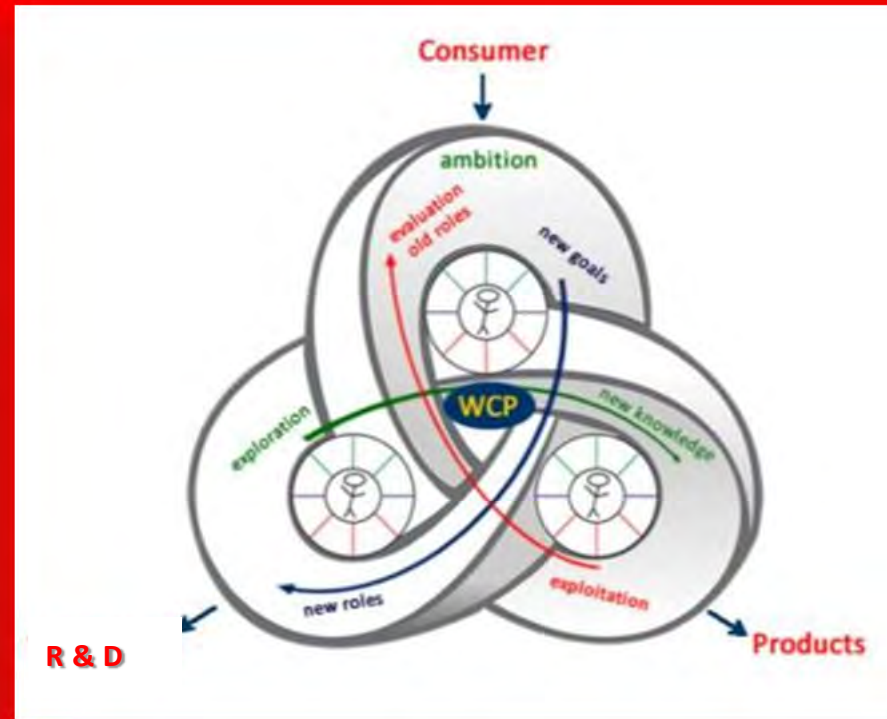 Consumer
ambition
evaluation
old roles
new goals
WCP
exploration
new knowledge
new roles
exploitation
R & D
Products